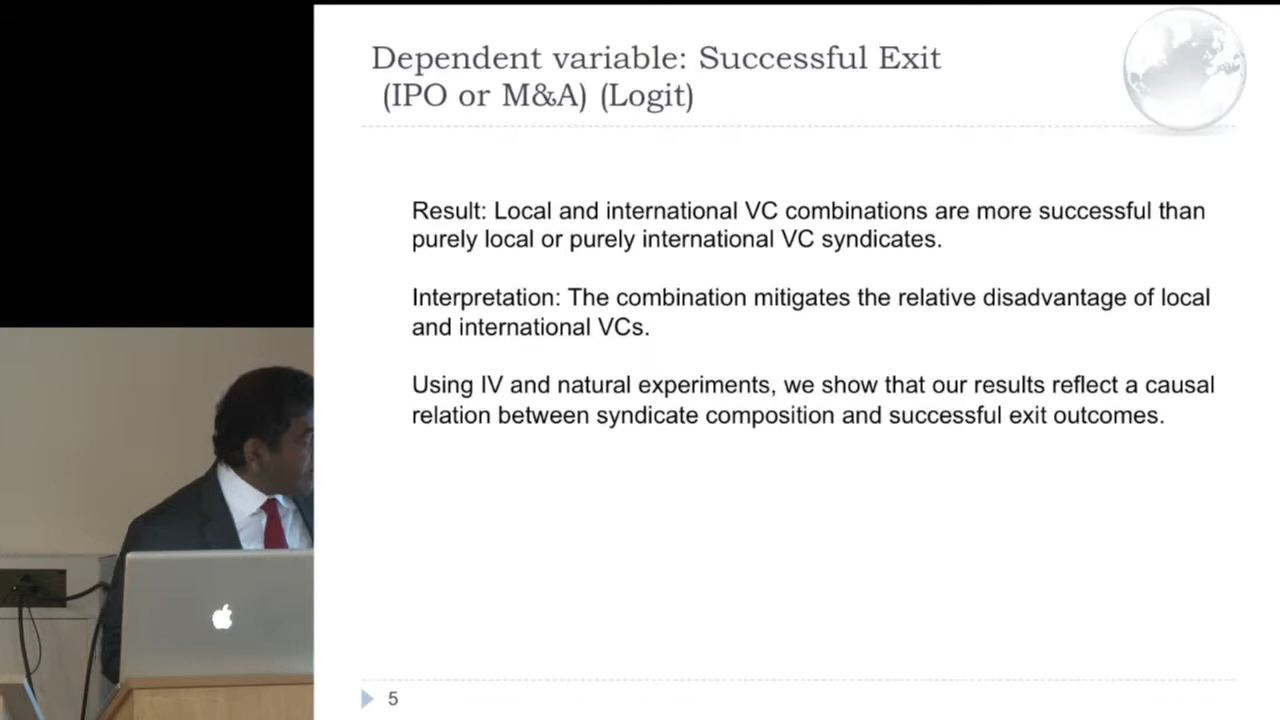 Dependent variable: Successful Exit
(IPO or M&A) (Logit)
Result: Local and international VC combinations are more successful than
purely local or purely international VC syndicates.
Interpretation: The combination mitigates the relative disadvantage of local
and international VCs.
Using IV and natural experiments, we show that our results reflect a causal
relation between syndicate composition and successful exit outcomes.
5